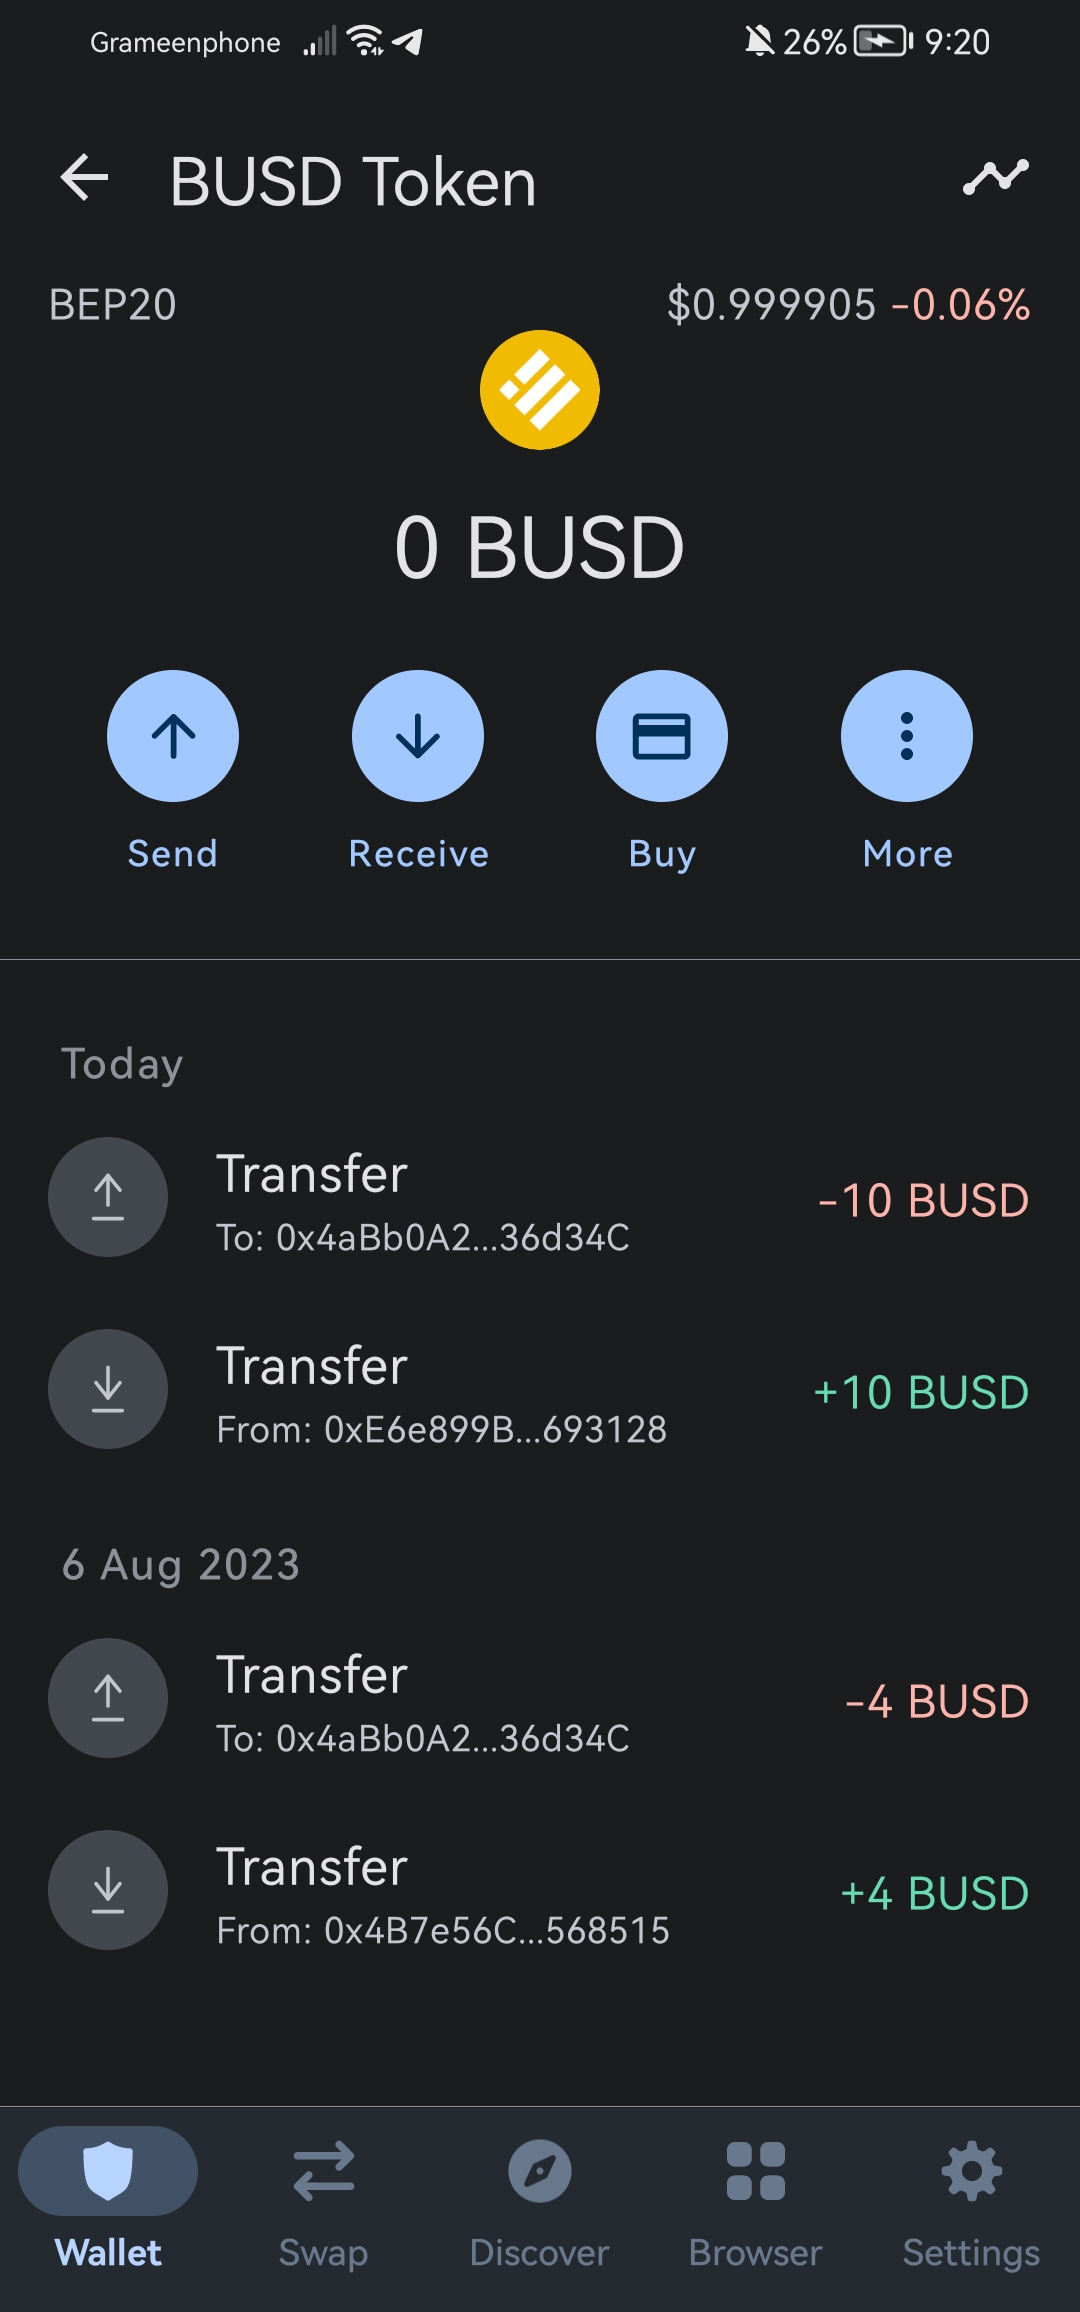 Grameenphone 26% 9:20
BUSD Token
BEP20 $0.999905 -0.06%
0 BUSD
Send Receive Buy More
Today
Transfer
-10 BUSD
To: 0x4aBb0A2...36d34C
Transfer
+10 BUSD
From: 0xE6e899B...693128
6 Aug 2023
Transfer
-4 BUSD
To: 0x4aBb0A2...36d34C
Transfer
+4 BUSD
From: 0x4B7e56C...568515
Wallet Swap Discover Browser Settings